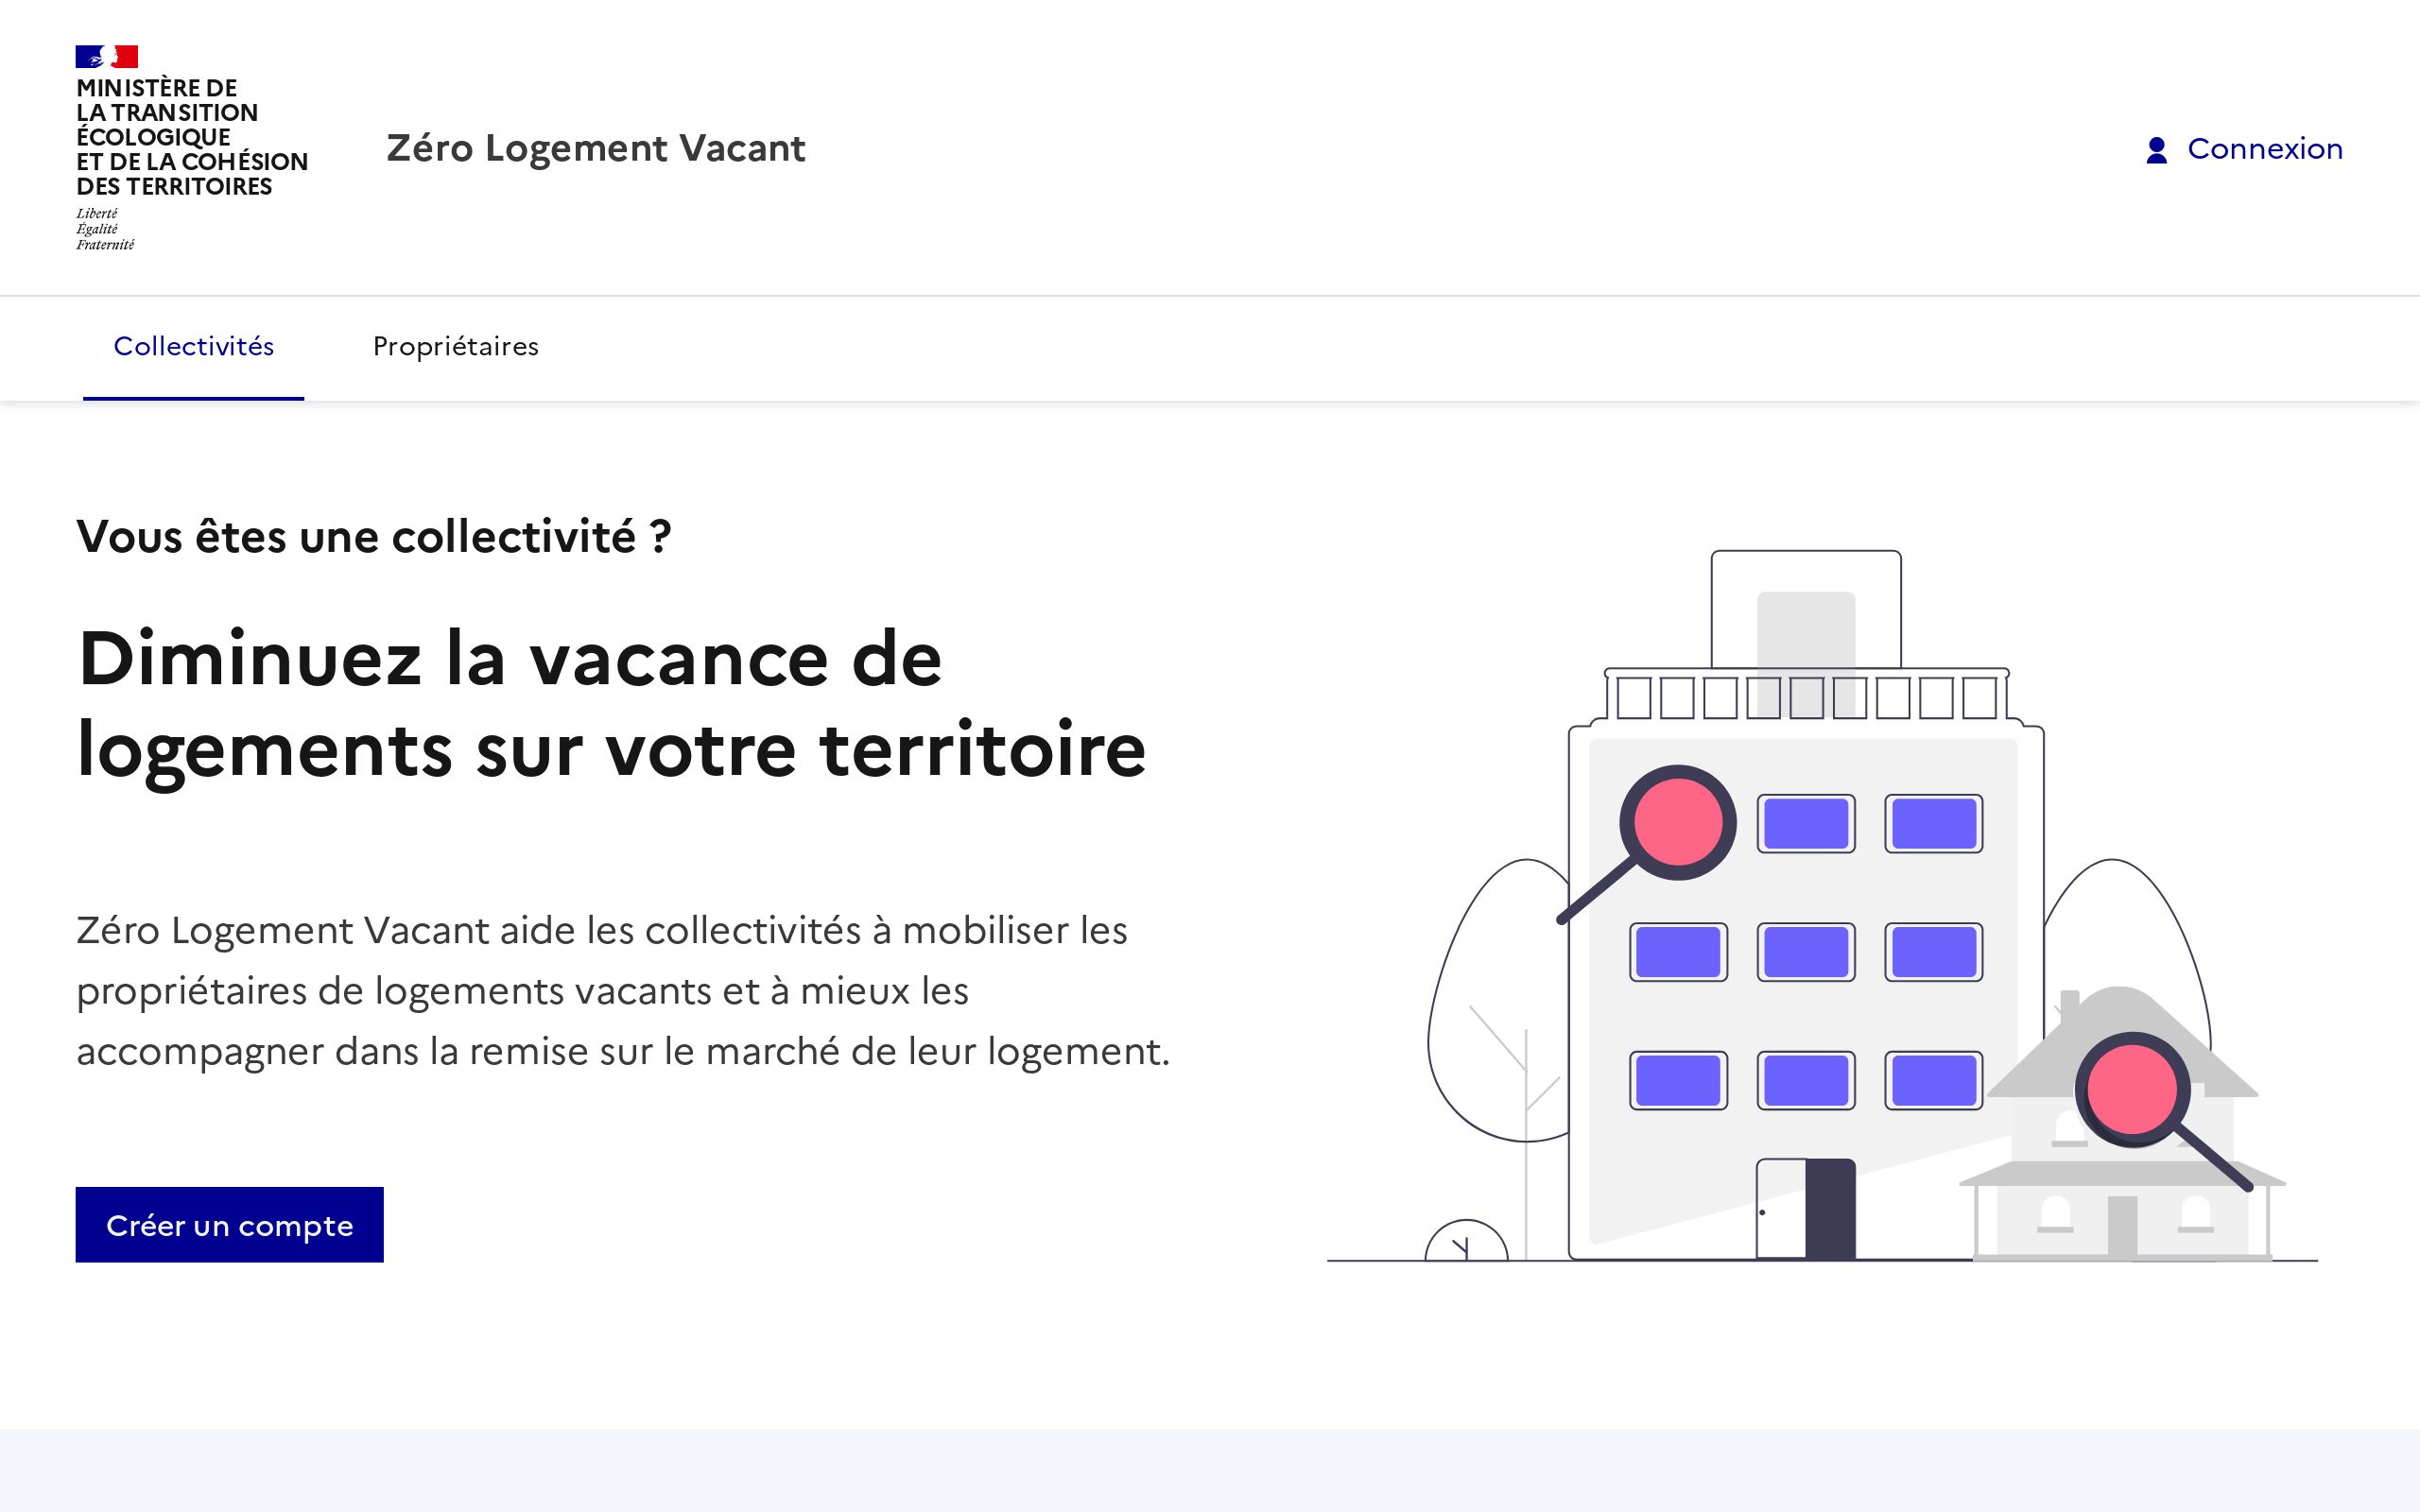 MINISTÈRE DE
LA TRANSITION
ÉCOLOGIQUE
ET DE LA COHÉSION
DES TERRITOIRES
Liberté
Égalité
Fraternité
Zéro Logement Vacant
Connexion
Collectivités
Propriétaires
Vous êtes une collectivité ?
Diminuez la vacance de
logements sur votre territoire
Zéro Logement Vacant aide les collectivités à mobiliser les
propriétaires de logements vacants et à mieux les
accompagner dans la remise sur le marché de leur logement.
Créer un compte